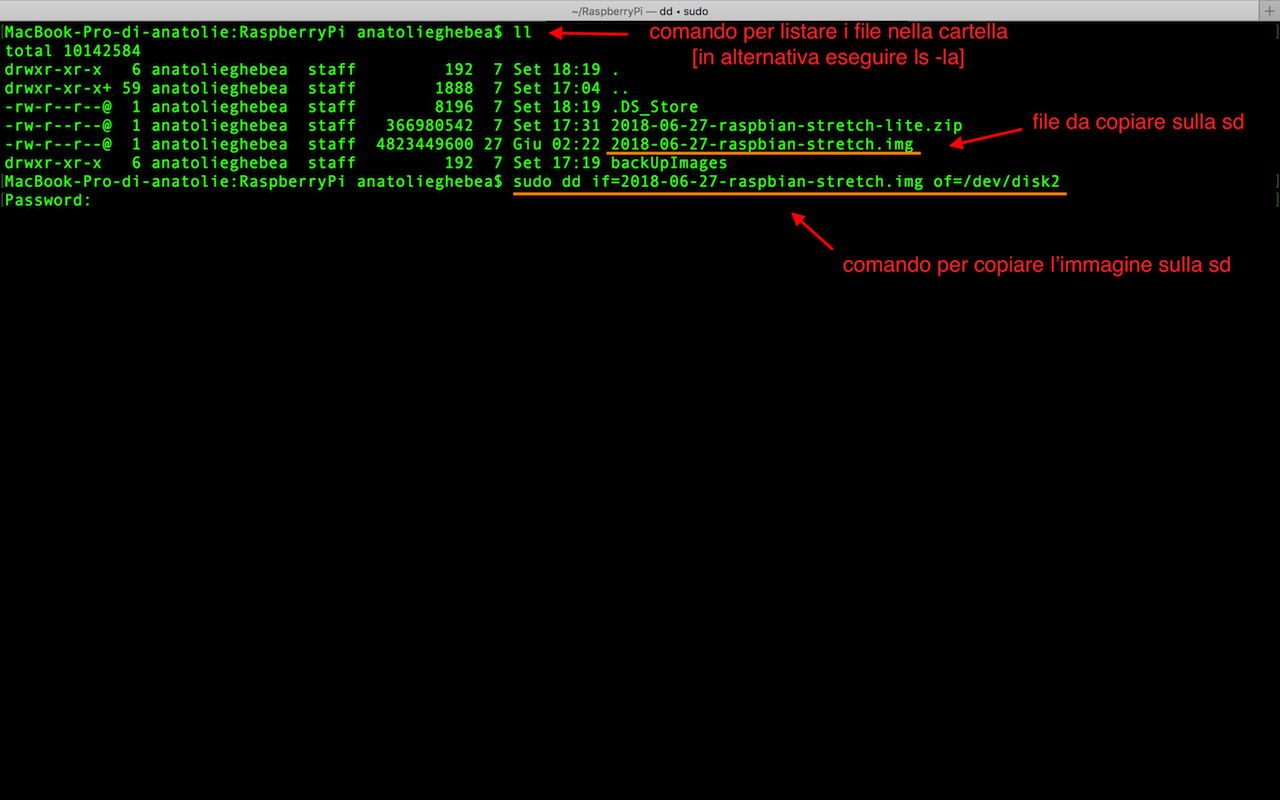 ~/RaspberryPi — dd • sudo
MacBook-Pro-di-anatolie:RaspberryPi anatolieghebea$ ll
comando per listare i file nella cartella
[in alternativa eseguire ls -la]
total 10142584
drwxr-xr-x   6 anatolieghebea  staff         192  7 Set 18:19 .
drwxr-xr-x+ 59 anatolieghebea  staff        1888  7 Set 17:04 ..
-rw-r--r--@  1 anatolieghebea  staff        8196  7 Set 18:19 .DS_Store
-rw-r--r--@  1 anatolieghebea  staff   366980542  7 Set 17:31 2018-06-27-raspbian-stretch-lite.zip
file da copiare sulla sd
-rw-r--r--@  1 anatolieghebea  staff  4823449600 27 Giu 02:22 2018-06-27-raspbian-stretch.img
drwxr-xr-x   6 anatolieghebea  staff         192  7 Set 17:19 backUpImages
MacBook-Pro-di-anatolie:RaspberryPi anatolieghebea$ sudo dd if=2018-06-27-raspbian-stretch.img of=/dev/disk2
Password:
comando per copiare l’immagine sulla sd